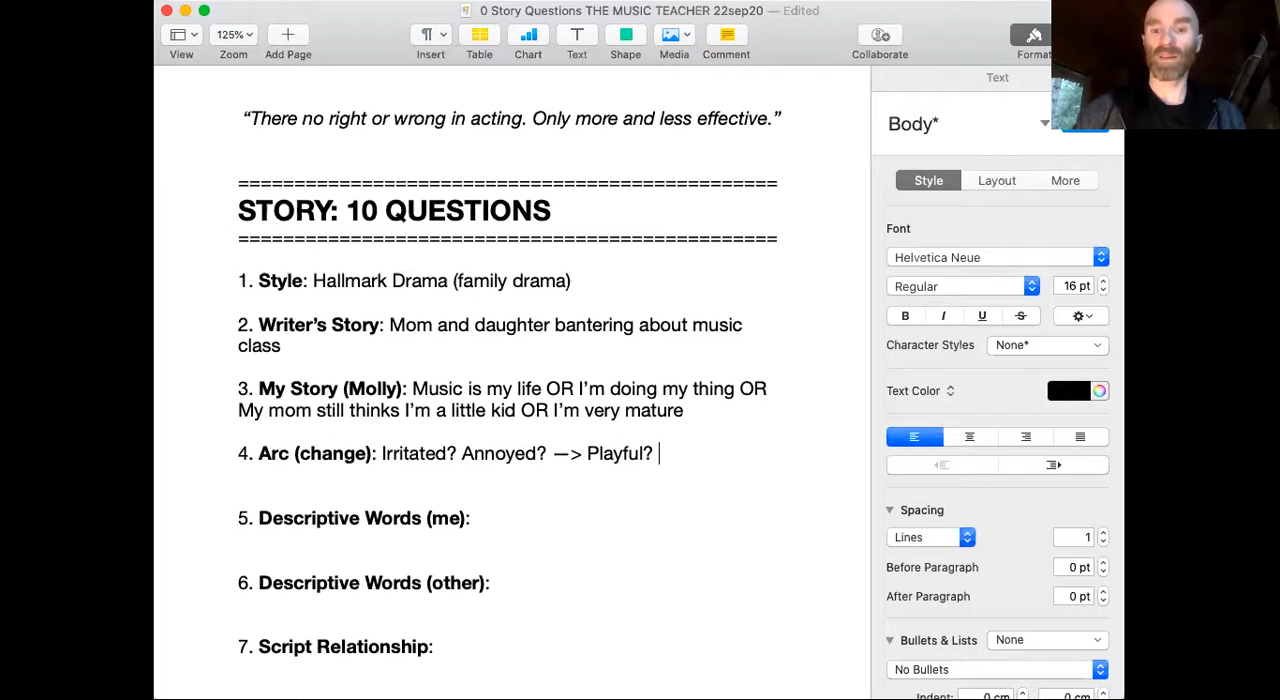 0 Story Questions THE MUSIC TEACHER 22sep20 — Edited
125%
View
Zoom
Add Page
Insert
Table
Chart
Text
Shape
Media
Comment
Collaborate
Format
“There no right or wrong in acting. Only more and less effective.”
================================================
STORY: 10 QUESTIONS
================================================
1. Style: Hallmark Drama (family drama)
2. Writer’s Story: Mom and daughter bantering about music
class
3. My Story (Molly): Music is my life OR I’m doing my thing OR
My mom still thinks I’m a little kid OR I’m very mature
4. Arc (change): Irritated? Annoyed? —> Playful?
5. Descriptive Words (me):
6. Descriptive Words (other):
7. Script Relationship:
Text
Body*
Style Layout More
Font
Helvetica Neue
Regular 16 pt
B I U S
Character Styles None*
Text Color
Spacing
Lines 1
Before Paragraph 0 pt
After Paragraph 0 pt
Bullets & Lists None
No Bullets
Indent: 0 cm 0 cm